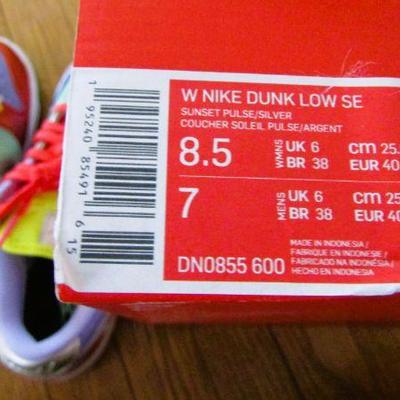 W NIKE DUNK LOW SE
SUNSET PULSE/SILVER
COUCHER SOLEIL PULSE/ARGENT
8.5 WMNS UK 6 cm 25.
BR 38 EUR 40
7 MENS UK 6 cm 25
BR 38 EUR 40
MADE IN INDONESIA /
FABRIQUE EN INDONESIE /
FABRICADO NA INDONÉSIA /
HECHO EN INDONESIA
DN0855 600
1 95240 85491 6 15